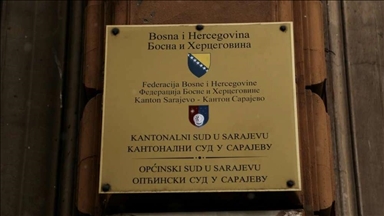 Bosna i Hercegovina
Босна и Херцеговина
Federacija Bosne i Hercegovine
Федерација Босне и Херцеговине
Kanton Sarajevo - Кантон Сарајево
KANTONALNI SUD U SARAJEVU
КАНТОНАЛНИ СУД У САРАЈЕВУ
OPĆINSKI SUD U SARAJEVU
ОПЋИНСКИ СУД У САРАЈЕВУ